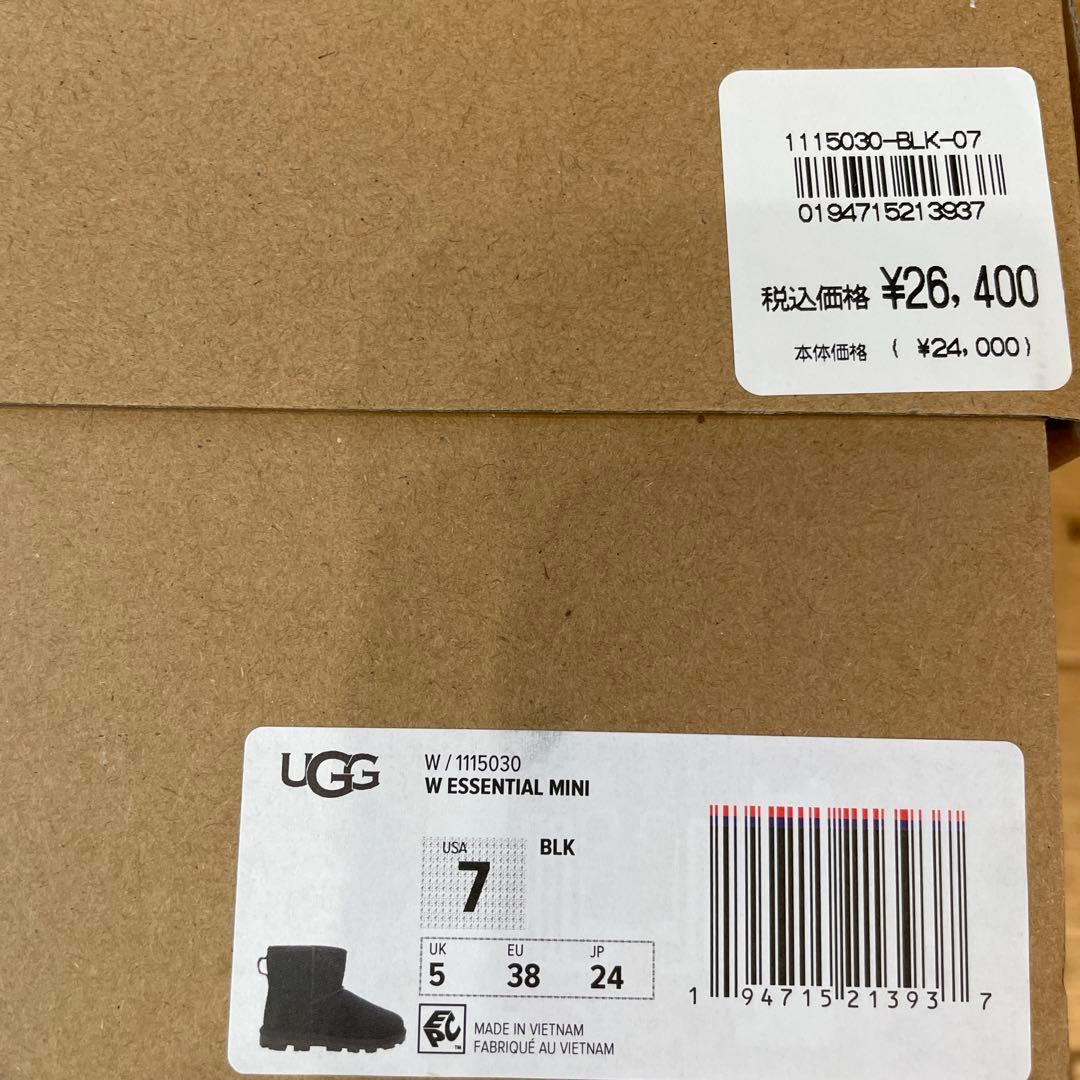 1115030-BLK-07
0194715213937
税込価格 ¥26,400
本体価格 ( ¥24,000)
UGG
W / 1115030
W ESSENTIAL MINI
USA
7
BLK
UK EU JP
5 38 24
1 94715 21393 7
EPC
TM
MADE IN VIETNAM
FABRIQUÉ AU VIETNAM